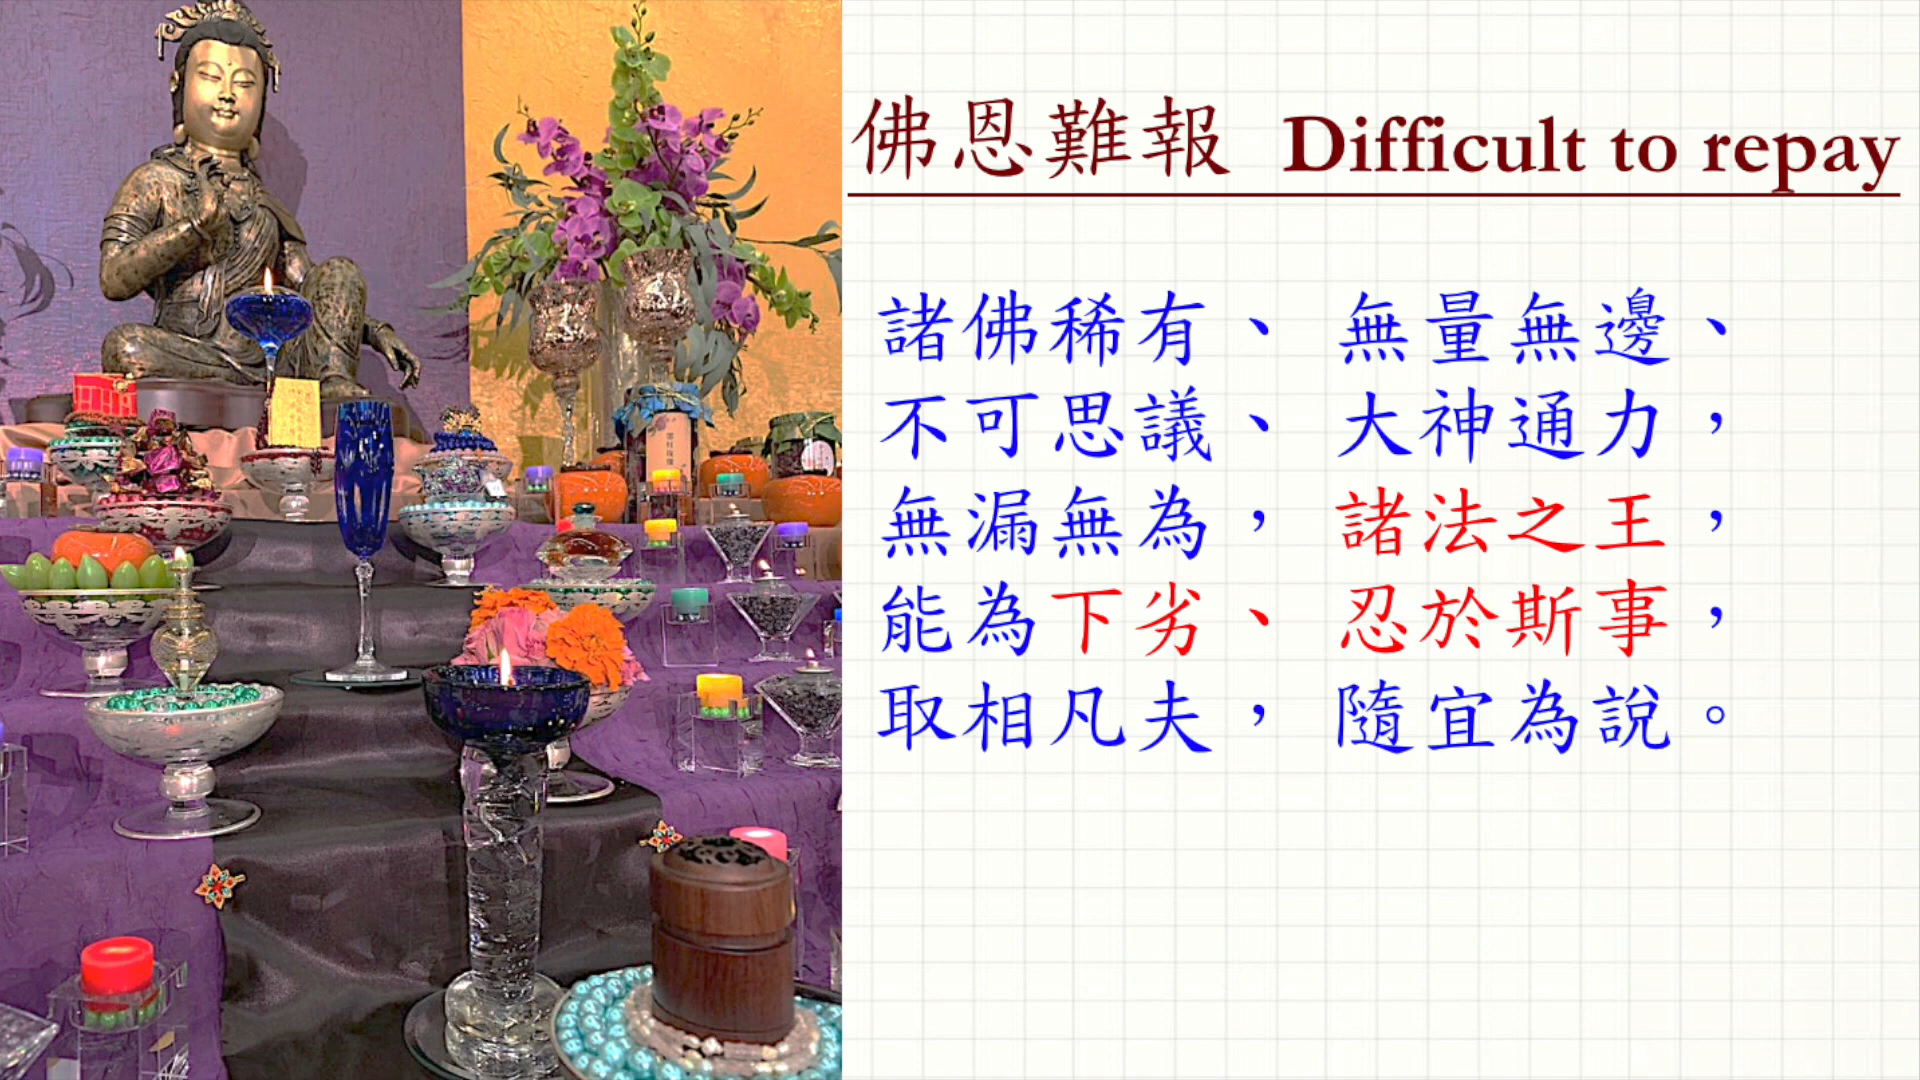 佛恩難報 Difficult to repay
諸佛稀有、 無量無邊、
不可思議、 大神通力，
無漏無為， 諸法之王，
能為下劣、 忍於斯事，
取相凡夫， 隨宜為說。